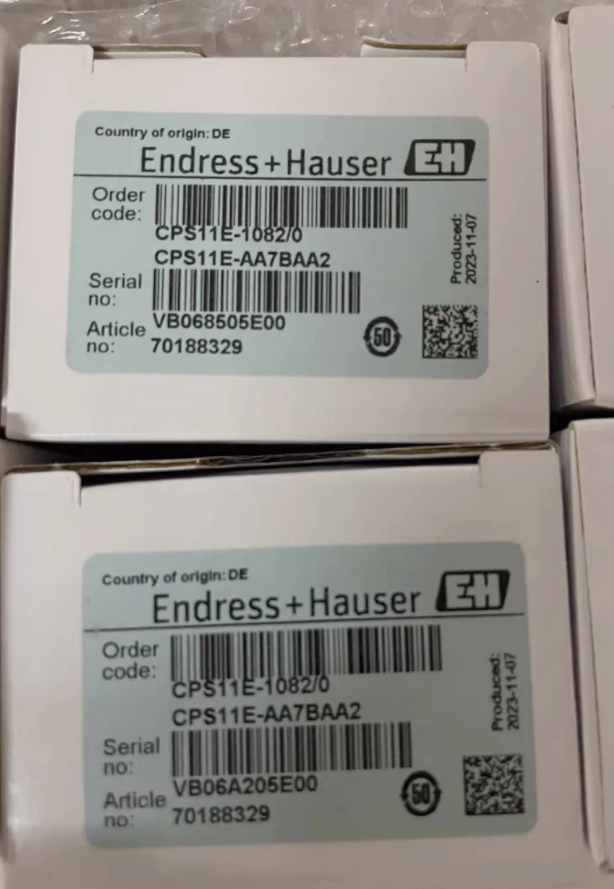 Country of origin: DE
Endress+Hauser EH
Order code:
CPS11E-1082/0
CPS11E-AA7BAA2
Serial no:
VB068505E00
Article no: 70188329
50
Produced: 2023-11-07
Country of origin: DE
Endress+Hauser EH
Order code:
CPS11E-1082/0
CPS11E-AA7BAA2
Serial no:
VB06A205E00
Article no: 70188329
50
Produced: 2023-11-07